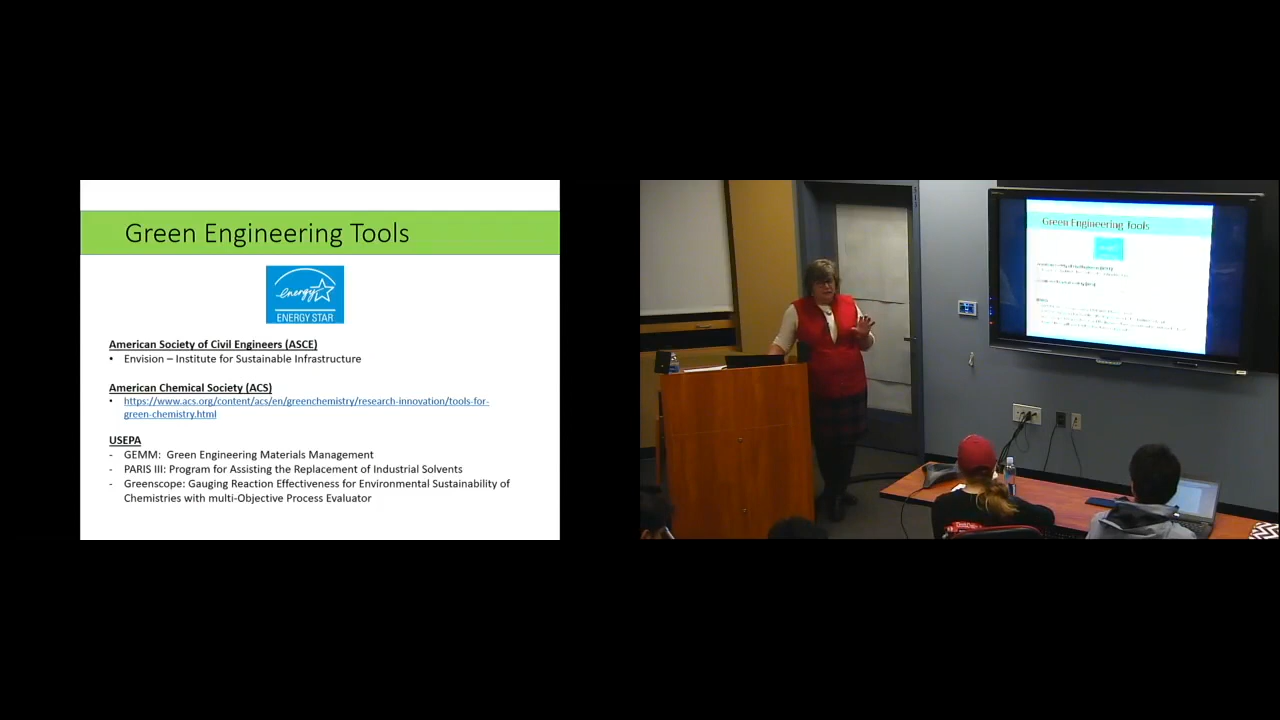 Green Engineering Tools
energy
ENERGY STAR
American Society of Civil Engineers (ASCE)
• Envision – Institute for Sustainable Infrastructure
American Chemical Society (ACS)
• https://www.acs.org/content/acs/en/greenchemistry/research-innovation/tools-for-
green-chemistry.html
USEPA
- GEMM: Green Engineering Materials Management
- PARIS III: Program for Assisting the Replacement of Industrial Solvents
- Greenscope: Gauging Reaction Effectiveness for Environmental Sustainability of
Chemistries with multi-Objective Process Evaluator
Green Engineering Tools